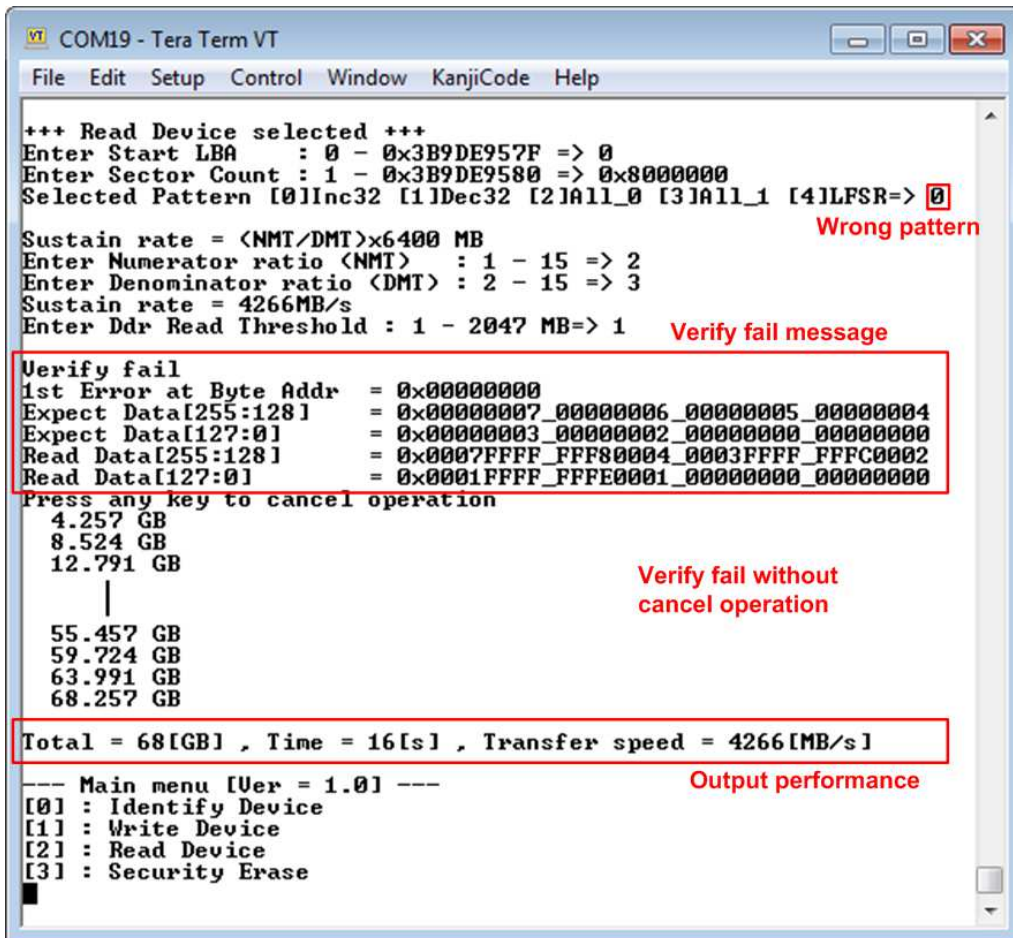 COM19 - Tera Term VT
File Edit Setup Control Window KanjiCode Help
+++ Read Device selected +++
Enter Start LBA : 0 - 0x3B9DE957F => 0
Enter Sector Count : 1 - 0x3B9DE9580 => 0x8000000
Selected Pattern [0]Inc32 [1]Dec32 [2]All_0 [3]All_1 [4]LFSR=> 0
Wrong pattern
Sustain rate = (NMT/DMT)x6400 MB
Enter Numerator ratio (NMT) : 1 - 15 => 2
Enter Denominator ratio (DMT) : 2 - 15 => 3
Sustain rate = 4266MB/s
Enter Ddr Read Threshold : 1 - 2047 MB=> 1
Verify fail message
Verify fail
1st Error at Byte Addr = 0x00000000
Expect Data[255:128] = 0x00000007_00000006_00000005_00000004
Expect Data[127:0] = 0x00000003_00000002_00000000_00000000
Read Data[255:128] = 0x0007FFFF_FFF80004_0003FFFF_FFFC0002
Read Data[127:0] = 0x0001FFFF_FFFE0001_00000000_00000000
Press any key to cancel operation
4.257 GB
8.524 GB
12.791 GB
Verify fail without
cancel operation
55.457 GB
59.724 GB
63.991 GB
68.257 GB
Total = 68[GB] , Time = 16[s] , Transfer speed = 4266[MB/s]
Output performance
--- Main menu [Ver = 1.0] ---
[0] : Identify Device
[1] : Write Device
[2] : Read Device
[3] : Security Erase